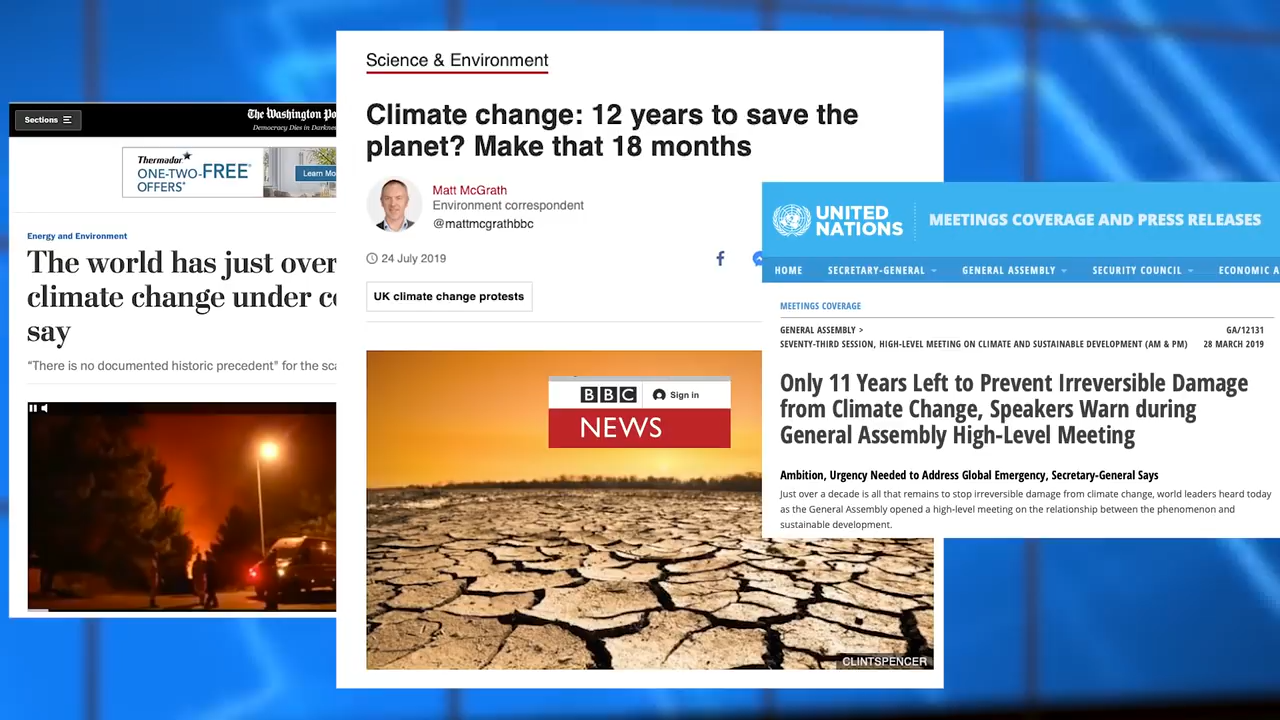 Sections
The Washington Po
Democracy Dies in Darkne
Thermador
ONE-TWO-FREE®
OFFERS*
Learn Mo
Energy and Environment
The world has just over
climate change under c
say
“There is no documented historic precedent” for the sca
Science & Environment
Climate change: 12 years to save the
planet? Make that 18 months
Matt McGrath
Environment correspondent
@mattmcgrathbbc
24 July 2019
UK climate change protests
BBC
Sign in
NEWS
CLINTSPENCER
UNITED
NATIONS
MEETINGS COVERAGE AND PRESS RELEASES
HOME SECRETARY-GENERAL GENERAL ASSEMBLY SECURITY COUNCIL ECONOMIC A
MEETINGS COVERAGE
GENERAL ASSEMBLY > GA/12131
SEVENTY-THIRD SESSION, HIGH-LEVEL MEETING ON CLIMATE AND SUSTAINABLE DEVELOPMENT (AM & PM) 28 MARCH 2019
Only 11 Years Left to Prevent Irreversible Damage
from Climate Change, Speakers Warn during
General Assembly High-Level Meeting
Ambition, Urgency Needed to Address Global Emergency, Secretary-General Says
Just over a decade is all that remains to stop irreversible damage from climate change, world leaders heard today
as the General Assembly opened a high-level meeting on the relationship between the phenomenon and
sustainable development.